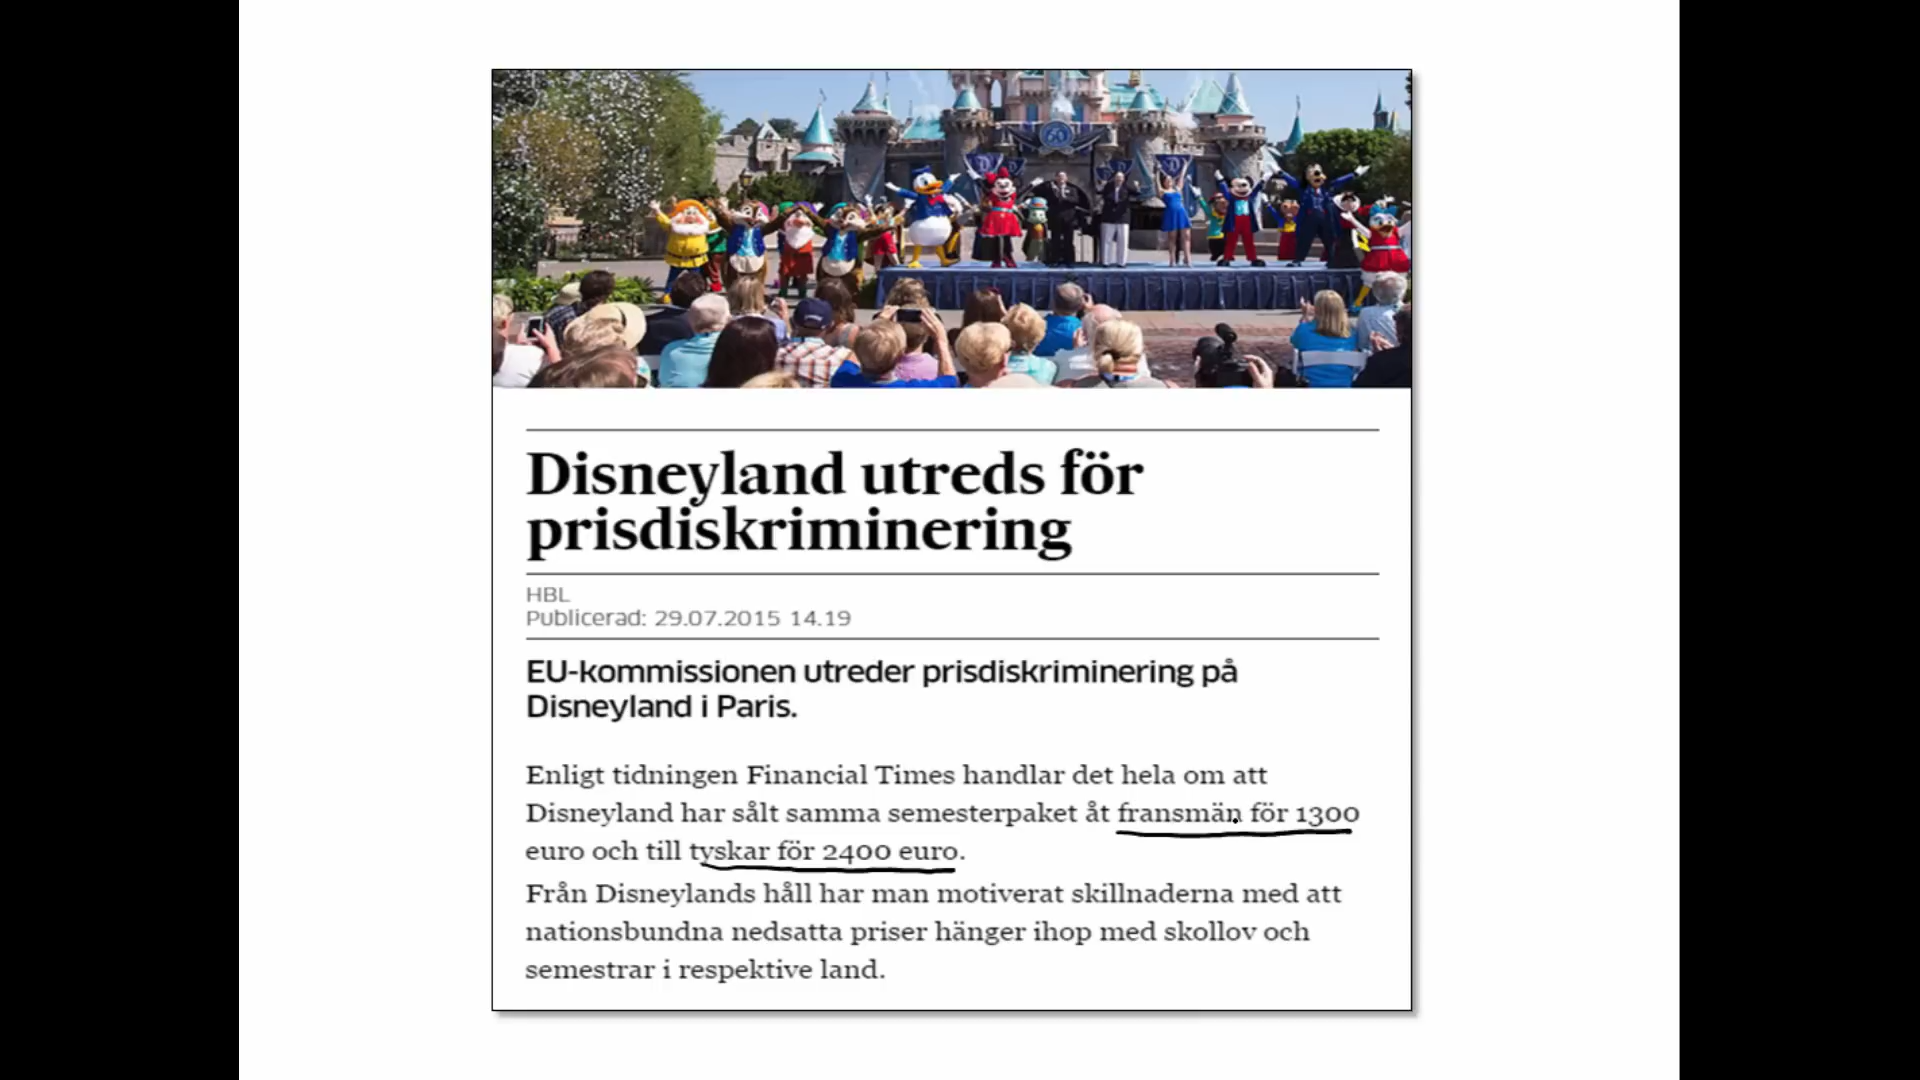 60
Disneyland utreds för
prisdiskriminering
HBL
Publicerad: 29.07.2015 14.19
EU-kommissionen utreder prisdiskriminering på
Disneyland i Paris.
Enligt tidningen Financial Times handlar det hela om att
Disneyland har sålt samma semesterpaket åt fransmän för 1300
euro och till tyskar för 2400 euro.
Från Disneylands håll har man motiverat skillnaderna med att
nationsbundna nedsatta priser hänger ihop med skollov och
semestrar i respektive land.